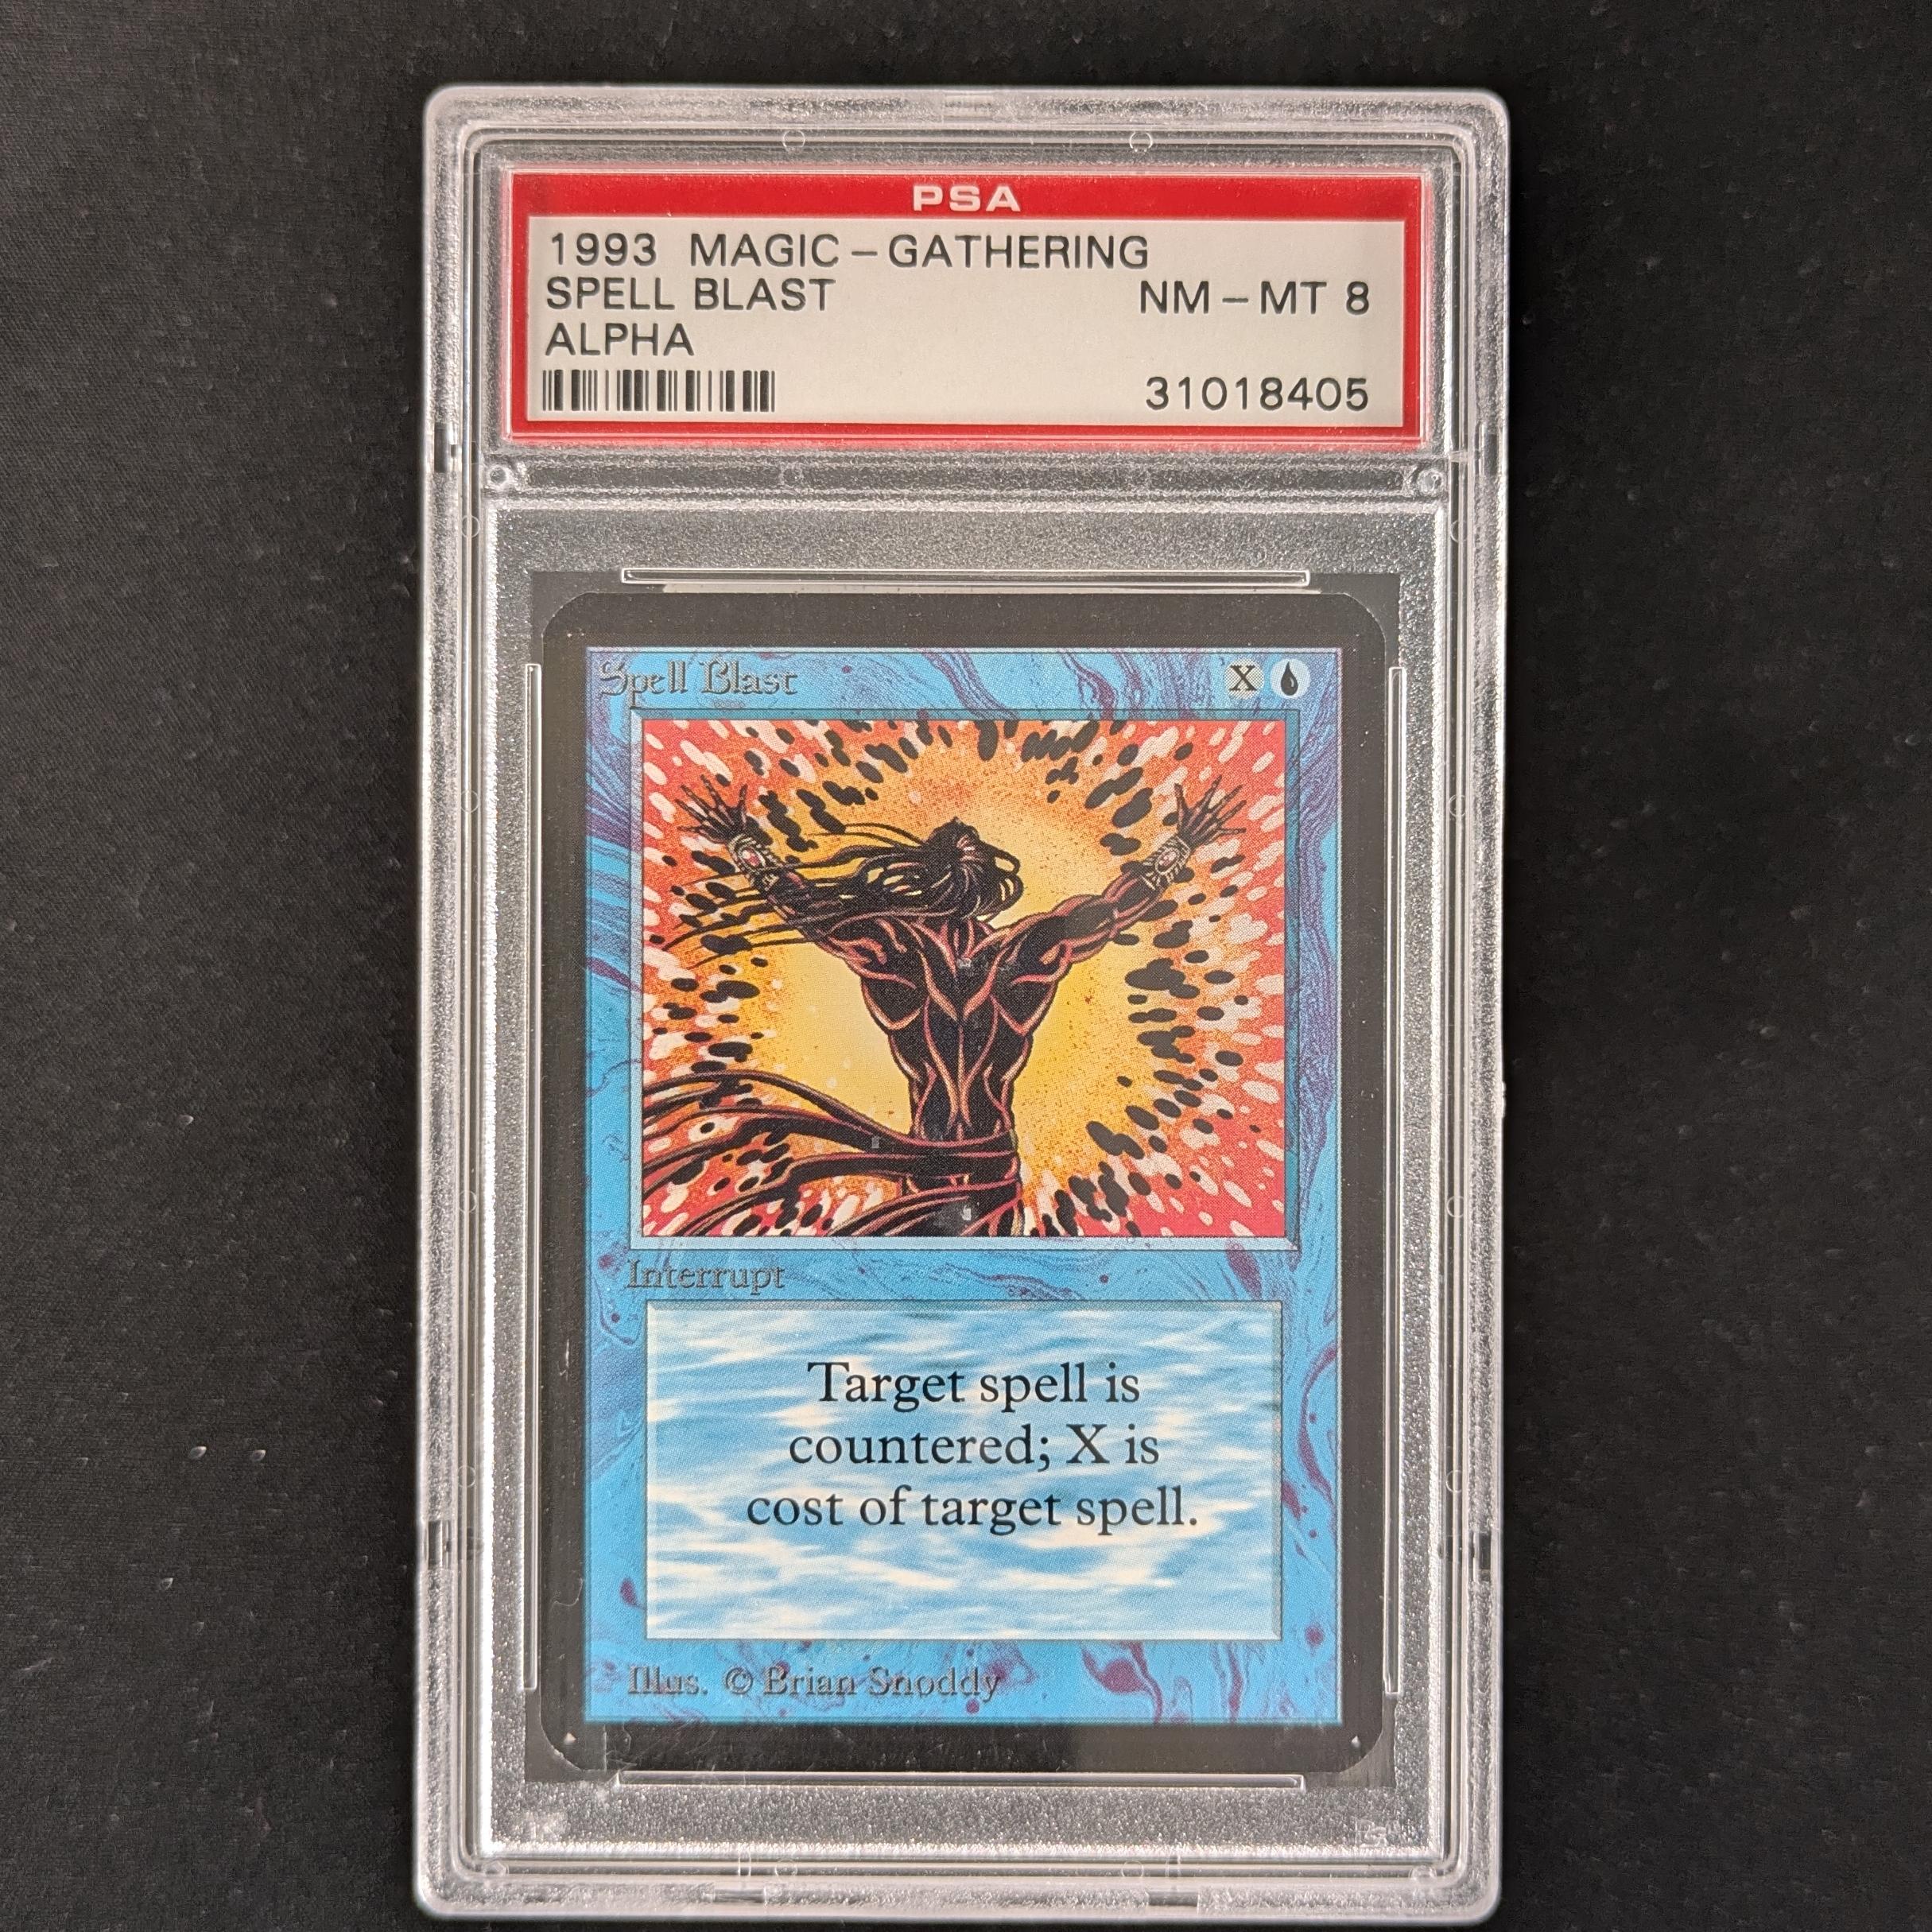 PSA
1993 MAGIC-GATHERING
SPELL BLAST NM-MT 8
ALPHA
31018405
Spell Blast X
Interrupt
Target spell is
countered; X is
cost of target spell.
Illus. © Brian Snoddy